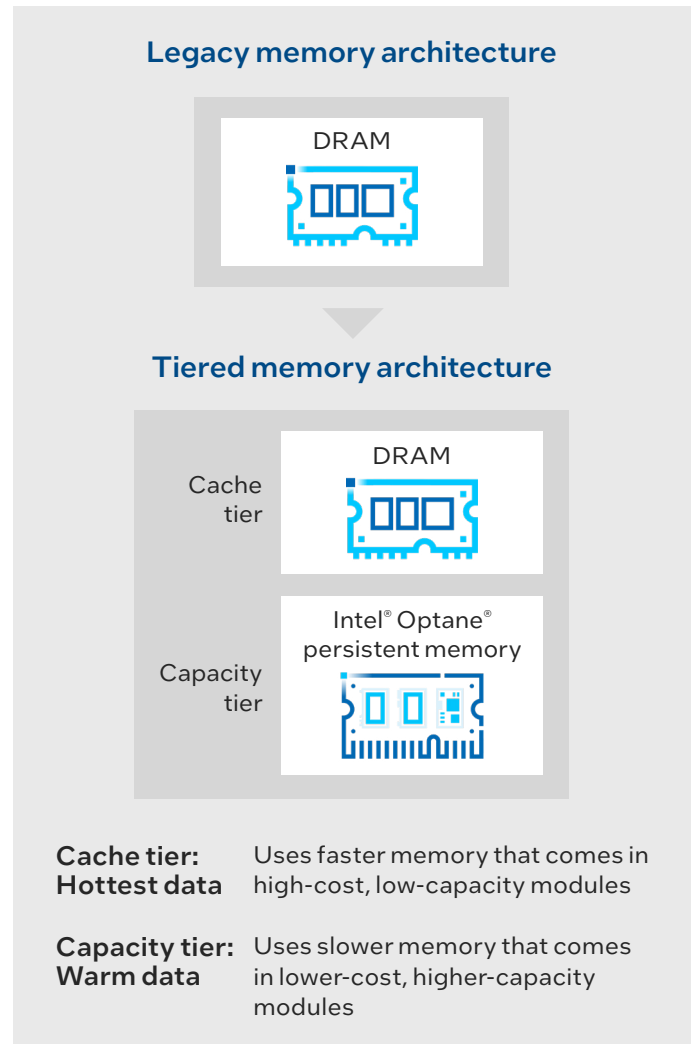 Legacy memory architecture
DRAM
Tiered memory architecture
Cache
tier
DRAM
Capacity
tier
Intel® Optane®
persistent memory
Cache tier:
Hottest data
Uses faster memory that comes in
high-cost, low-capacity modules
Capacity tier:
Warm data
Uses slower memory that comes
in lower-cost, higher-capacity
modules